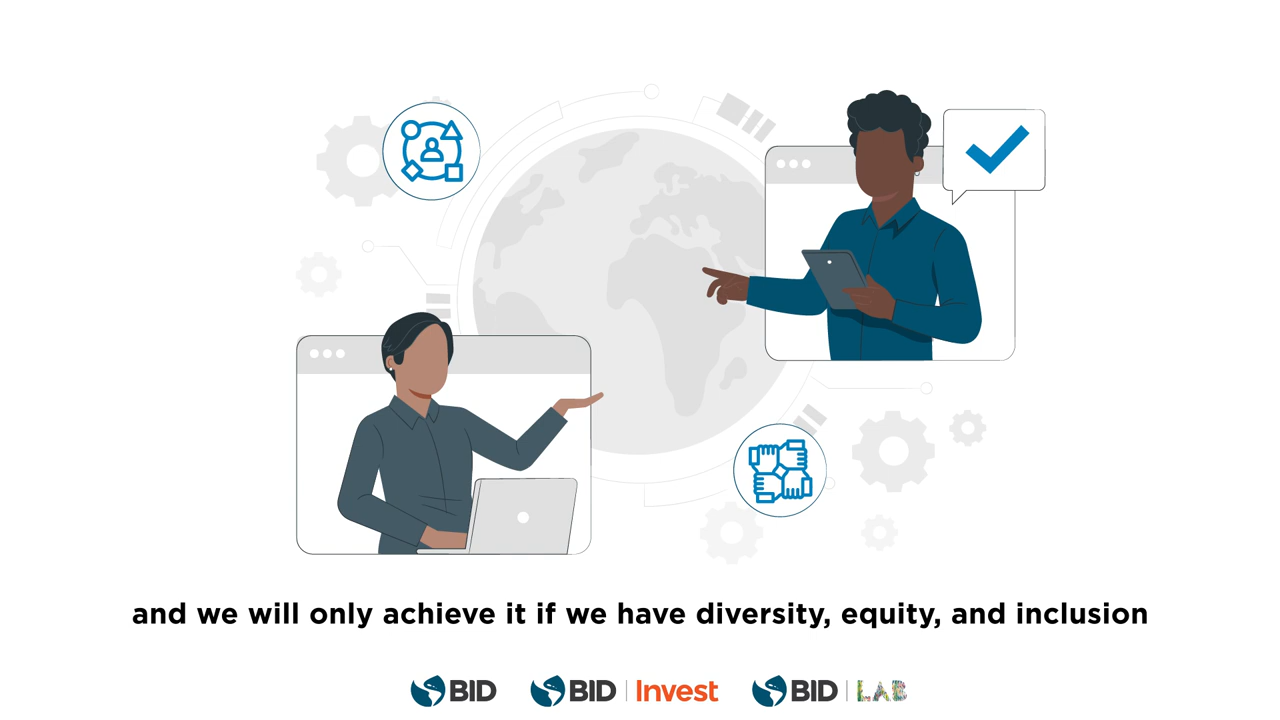 and we will only achieve it if we have diversity, equity, and inclusion
BID BID Invest BID LAB